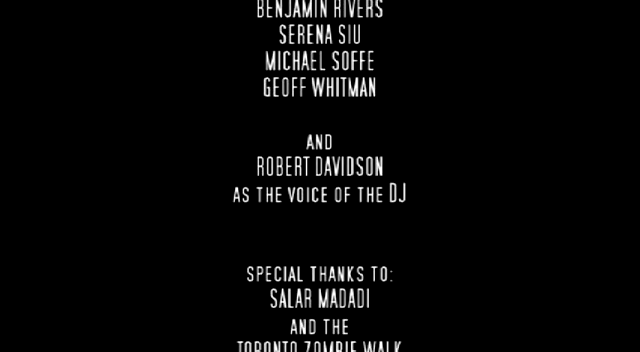 BENJAMIN RIVERS
SERENA SIU
MICHAEL SOFFE
GEOFF WHITMAN
AND
ROBERT DAVIDSON
AS THE VOICE OF THE DJ
SPECIAL THANKS TO:
SALAR MADADI
AND THE
TORONTO ZOMBIE WALK